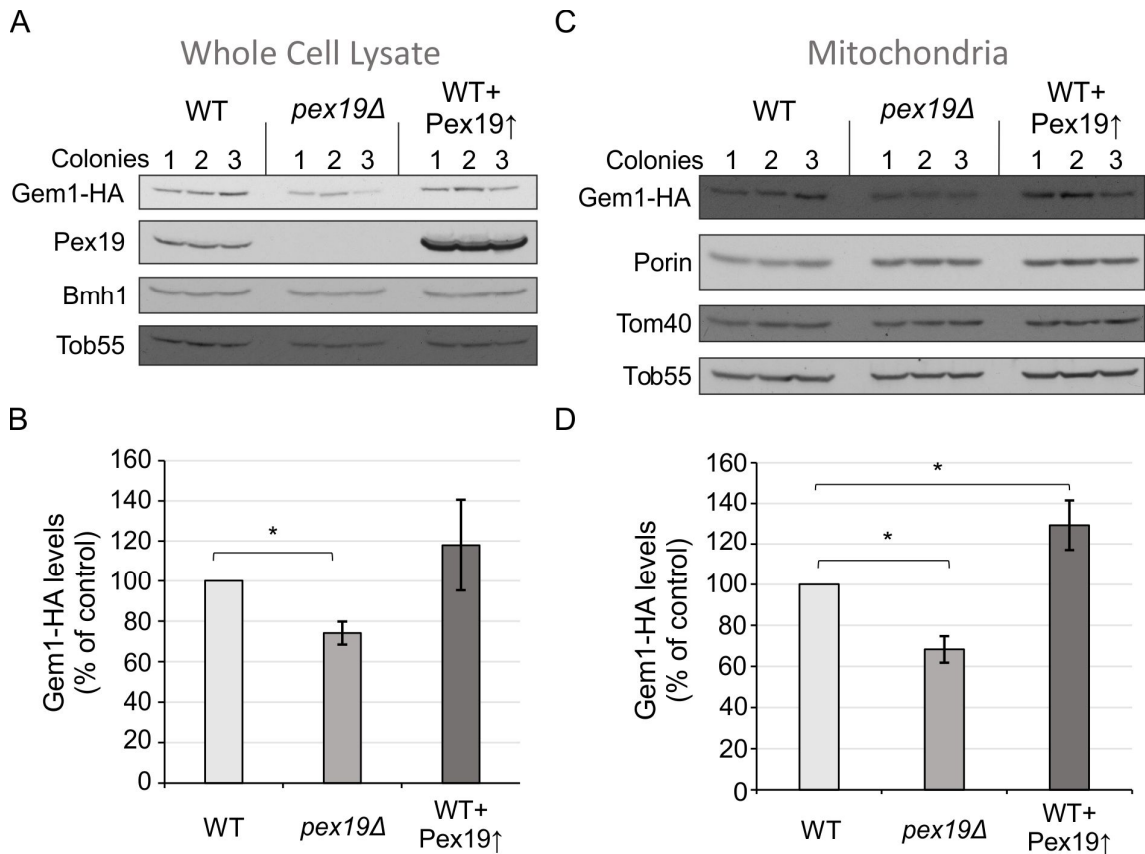 A
Whole Cell Lysate
WT
pex19Δ
WT+
Pex19↑
Colonies 1 2 3 1 2 3 1 2 3
Gem1-HA
Pex19
Bmh1
Tob55
C
Mitochondria
WT
pex19Δ
WT+
Pex19↑
Colonies 1 2 3 1 2 3 1 2 3
Gem1-HA
Porin
Tom40
Tob55
B
Gem1-HA levels
(% of control)
160
140
120
100
80
60
40
20
0
*
WT
pex19Δ
WT+
Pex19↑
D
Gem1-HA levels
(% of control)
160
140
120
100
80
60
40
20
0
*
*
WT
pex19Δ
WT+
Pex19↑